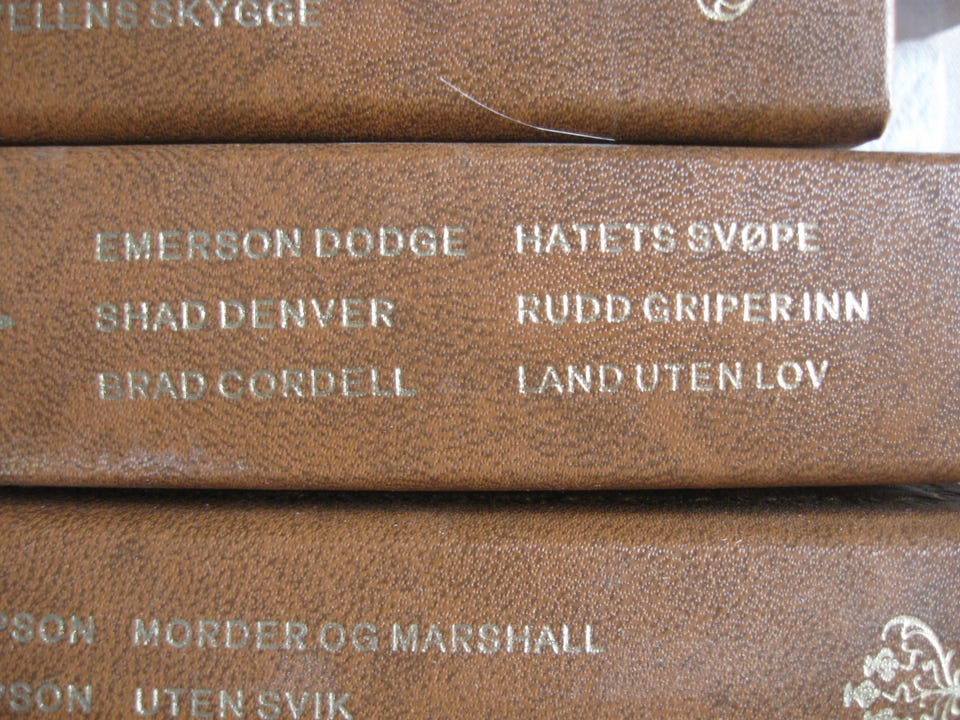 ELENS SKYGGE
EMERSON DODGE HATETS SVØPE
SHAD DENVER RUDD GRIPER INN
BRAD CORDELL LAND UTEN LOV
PSON MORDER OG MARSHALL
PSON UTEN SVIK